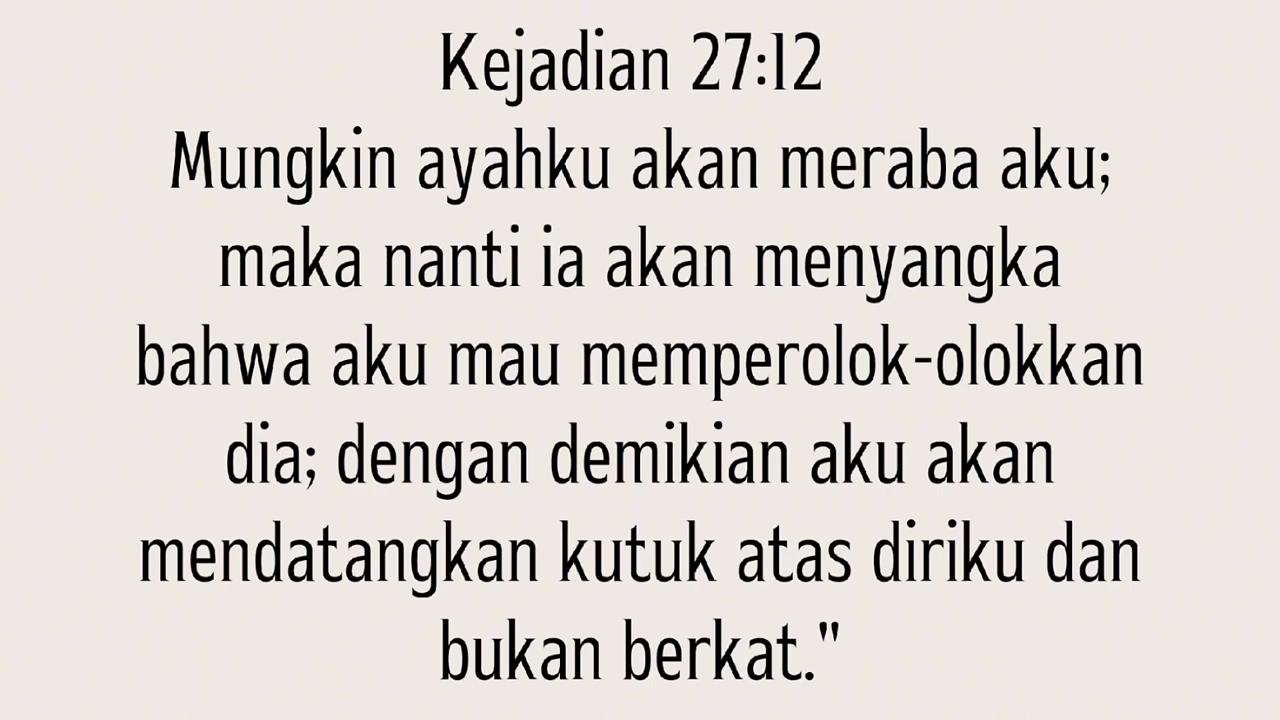 Kejadian 27:12
Mungkin ayahku akan meraba aku;
maka nanti ia akan menyangka
bahwa aku mau memperolok-olokkan
dia; dengan demikian aku akan
mendatangkan kutuk atas diriku dan
bukan berkat."